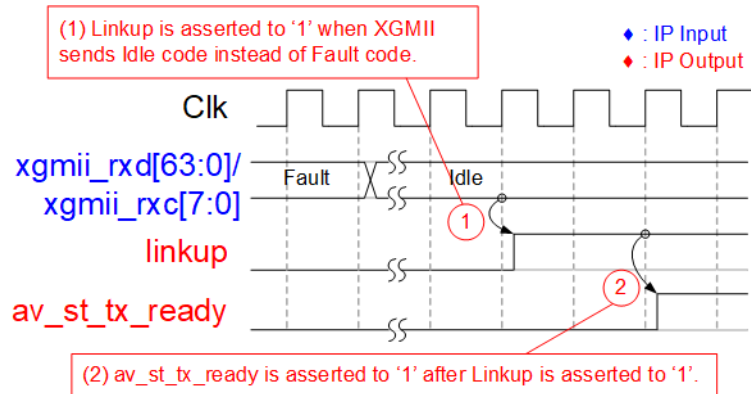 (1) Linkup is asserted to ‘1’ when XGMII
sends Idle code instead of Fault code.
♦ : IP Input
♦ : IP Output
Clk
xgmii_rxd[63:0]/
xgmii_rxc[7:0]
Fault
Idle
1
linkup
2
av_st_tx_ready
(2) av_st_tx_ready is asserted to ‘1’ after Linkup is asserted to ‘1’.